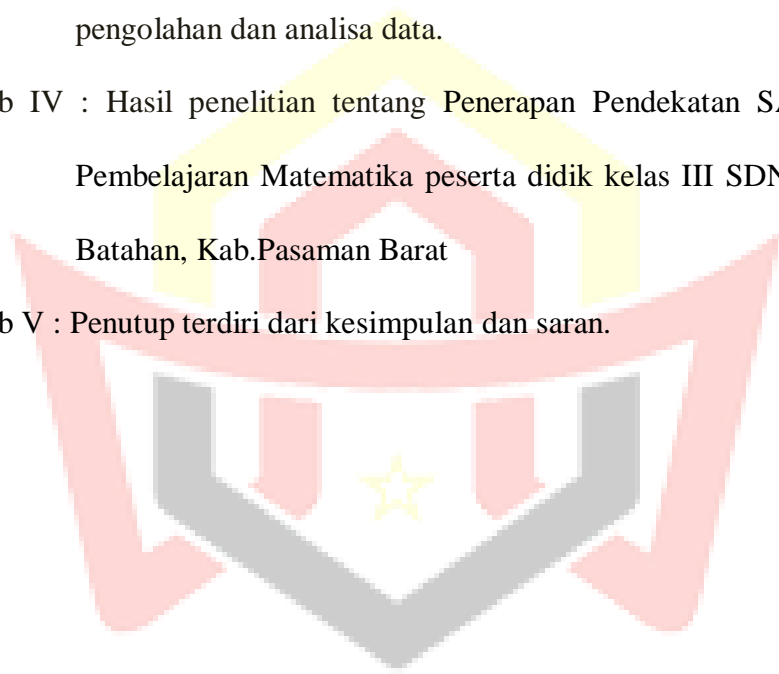 pengolahan dan analisa data.
b IV : Hasil penelitian tentang Penerapan Pendekatan
Pembelajaran Matematika peserta didik kelas III SDN
Batahan, Kab.Pasaman Barat
b V : Penutup terdiri dari kesimpulan dan saran.